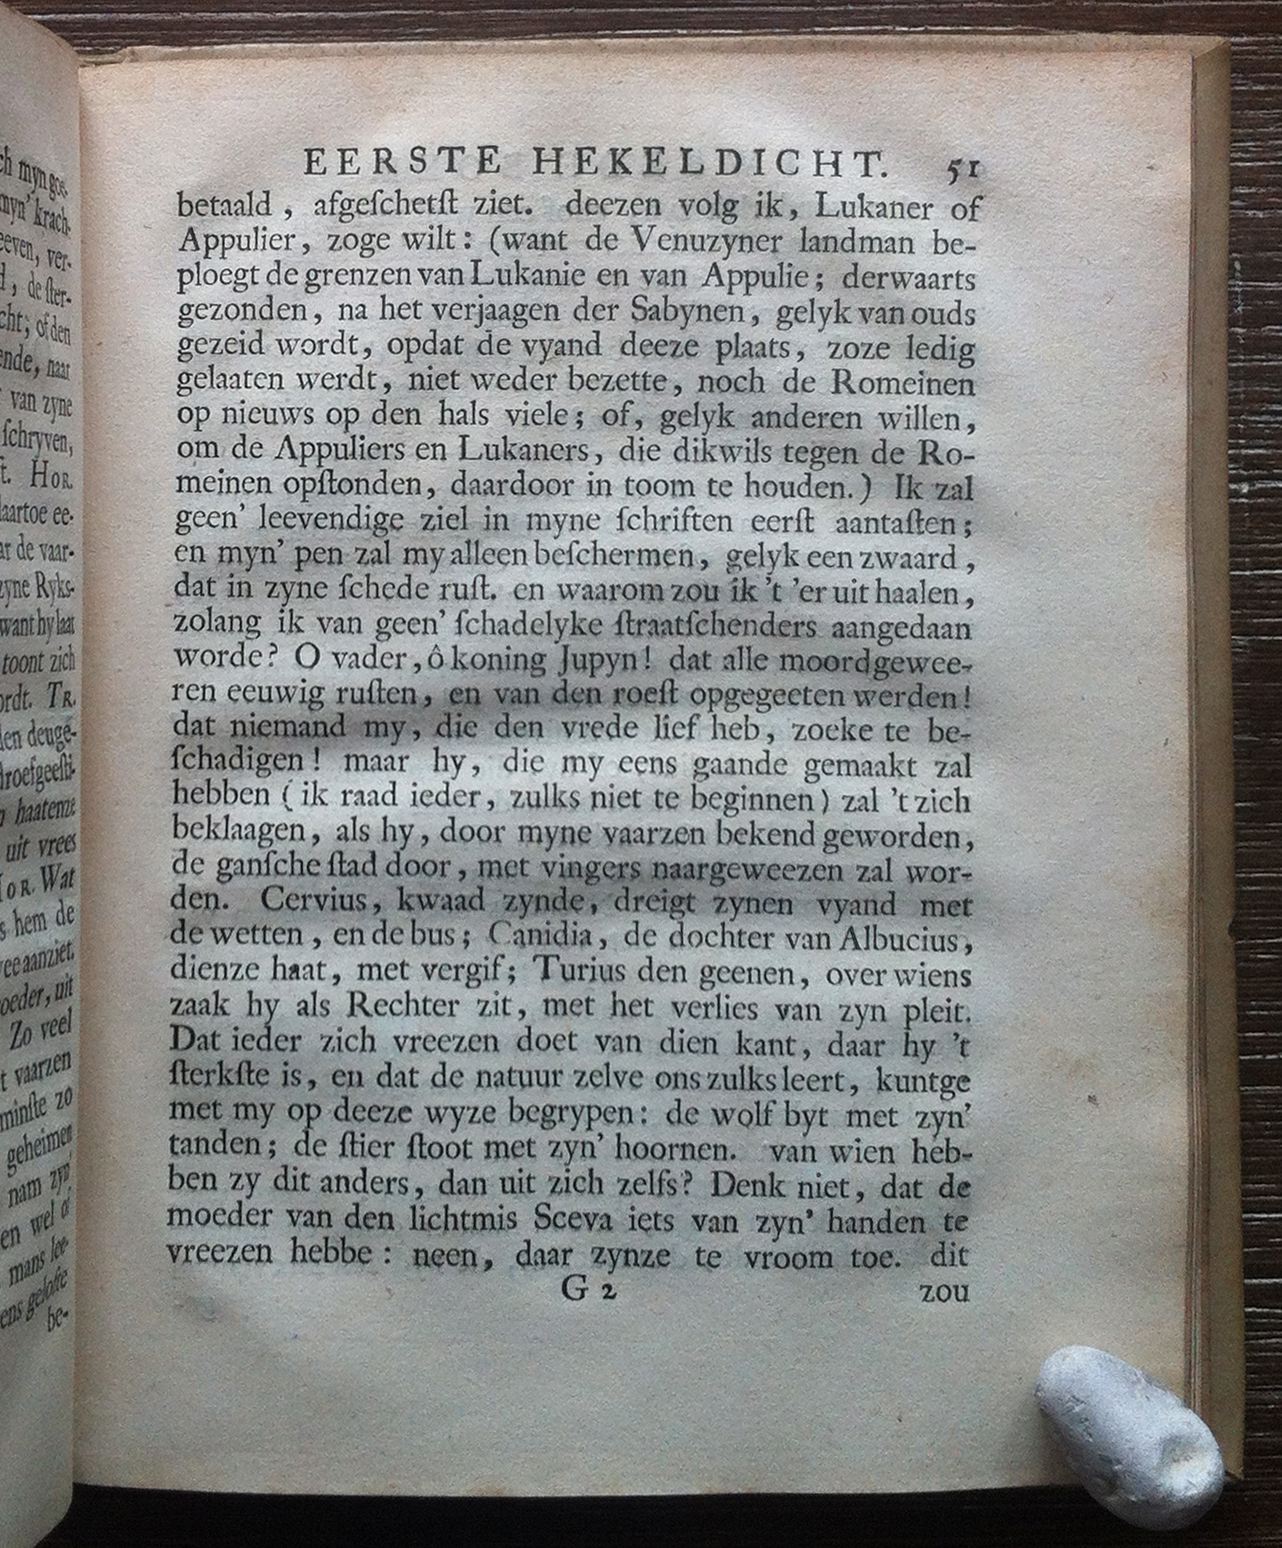 EERSTE HEKELDICHT. 51
betaald, afgeſchetſt ziet. deezen volg ik, Lukaner of
Appulier, zoge wilt: (want de Venuzyner landman be-
ploegt de grenzen van Lukanie en van Appulie; derwaarts
gezonden, na het verjaagen der Sabynen, gelyk van ouds
gezeid wordt, opdat de vyand deeze plaats, zoze ledig
gelaaten werdt, niet weder bezette, noch de Romeinen
op nieuws op den hals viele; of, gelyk anderen willen,
om de Appuliers en Lukaners, die dikwils tegen de Ro-
meinen opſtonden, daardoor in toom te houden.) Ik zal
geen' leevendige ziel in myne ſchriften eerſt aantaſten;
en myn' pen zal my alleen beſchermen, gelyk een zwaard,
dat in zyne ſchede ruſt. en waarom zou ik 't 'er uit haalen,
zolang ik van geen' ſchadelyke ſtraatſchenders aangedaan
worde? O vader, ô koning Jupyn! dat alle moordgewee-
ren eeuwig ruſten, en van den roeſt opgegeeten werden!
dat niemand my, die den vrede lief heb, zoeke te be-
ſchadigen! maar hy, die my eens gaande gemaakt zal
hebben (ik raad ieder, zulks niet te beginnen) zal 't zich
beklaagen, als hy, door myne vaarzen bekend geworden,
de ganſche ſtad door, met vingers naargeweezen zal wor-
den. Cervius, kwaad zynde, dreigt zynen vyand met
de wetten, en de bus; Canidia, de dochter van Albucius,
dienze haat, met vergif; Turius den geenen, over wiens
zaak hy als Rechter zit, met het verlies van zyn pleit.
Dat ieder zich vreezen doet van dien kant, daar hy 't
ſterkſte is, en dat de natuur zelve ons zulks leert, kuntge
met my op deeze wyze begrypen: de wolf byt met zyn'
tanden; de ſtier ſtoot met zyn' hoornen. van wien heb-
ben zy dit anders, dan uit zich zelfs? Denk niet, dat de
moeder van den lichtmis Sceva iets van zyn' handen te
vreezen hebbe: neen, daar zynze te vroom toe. dit
G 2 zou